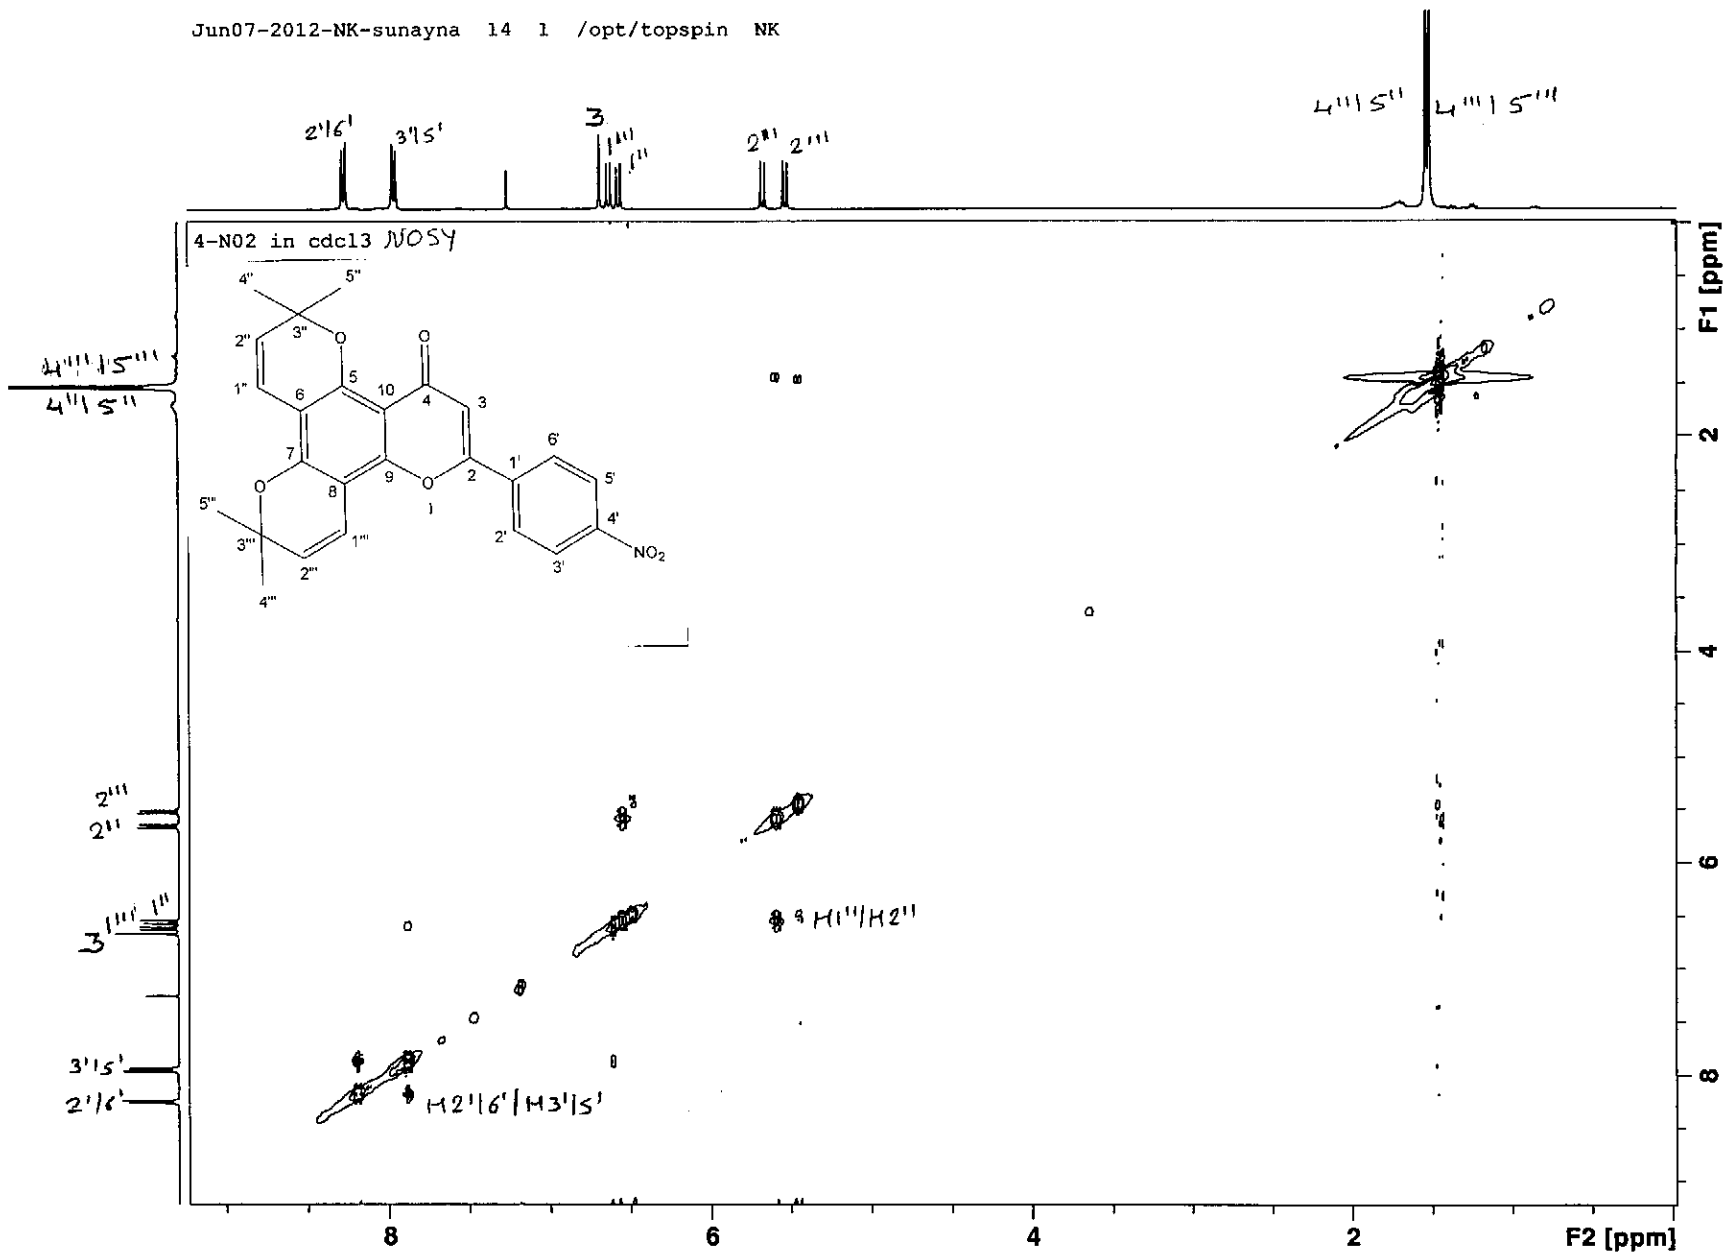 Jun07-2012-NK-sunayna 14 1 /opt/topspin NK
2'/6'
3'/5'
3
1'''
1''
2''
2'''
4''/5''
4'''/5'''
4-N02 in cdcl3 NOSY
4'' 5''
3'' O O
2''
1'' 6 5 10 4 3
7 8 9 O 2 1' 6' 5'
1 2' 3' 4' NO2
O
5'''
3''' 1'''
2'''
4'''
4'''/5'''
4''/5''
2'''
2''
1''' 1''
3
3'/5'
2'/6'
H1''/H2''
H2'/6'/H3'/5'
F1 [ppm]
2
4
6
8
8 6 4 2 F2 [ppm]